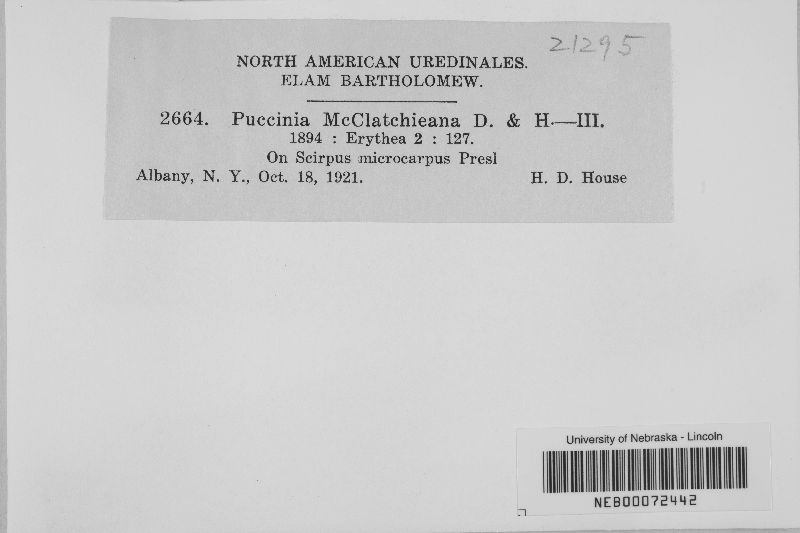 21295
NORTH AMERICAN UREDINALES.
ELAM BARTHOLOMEW.
2664. Puccinia McClatchieana D. & H.—III.
1894 : Erythea 2 : 127.
On Scirpus microcarpus Presl
Albany, N. Y., Oct. 18, 1921. H. D. House
University of Nebraska - Lincoln
NEB00072442